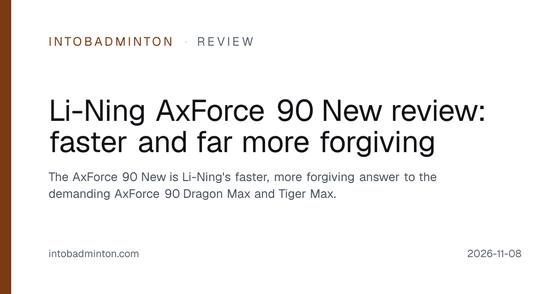 INTOBADMINTON · REVIEW
Li-Ning AxForce 90 New review:
faster and far more forgiving
The AxForce 90 New is Li-Ning's faster, more forgiving answer to the
demanding AxForce 90 Dragon Max and Tiger Max.
intobadminton.com 2026-11-08